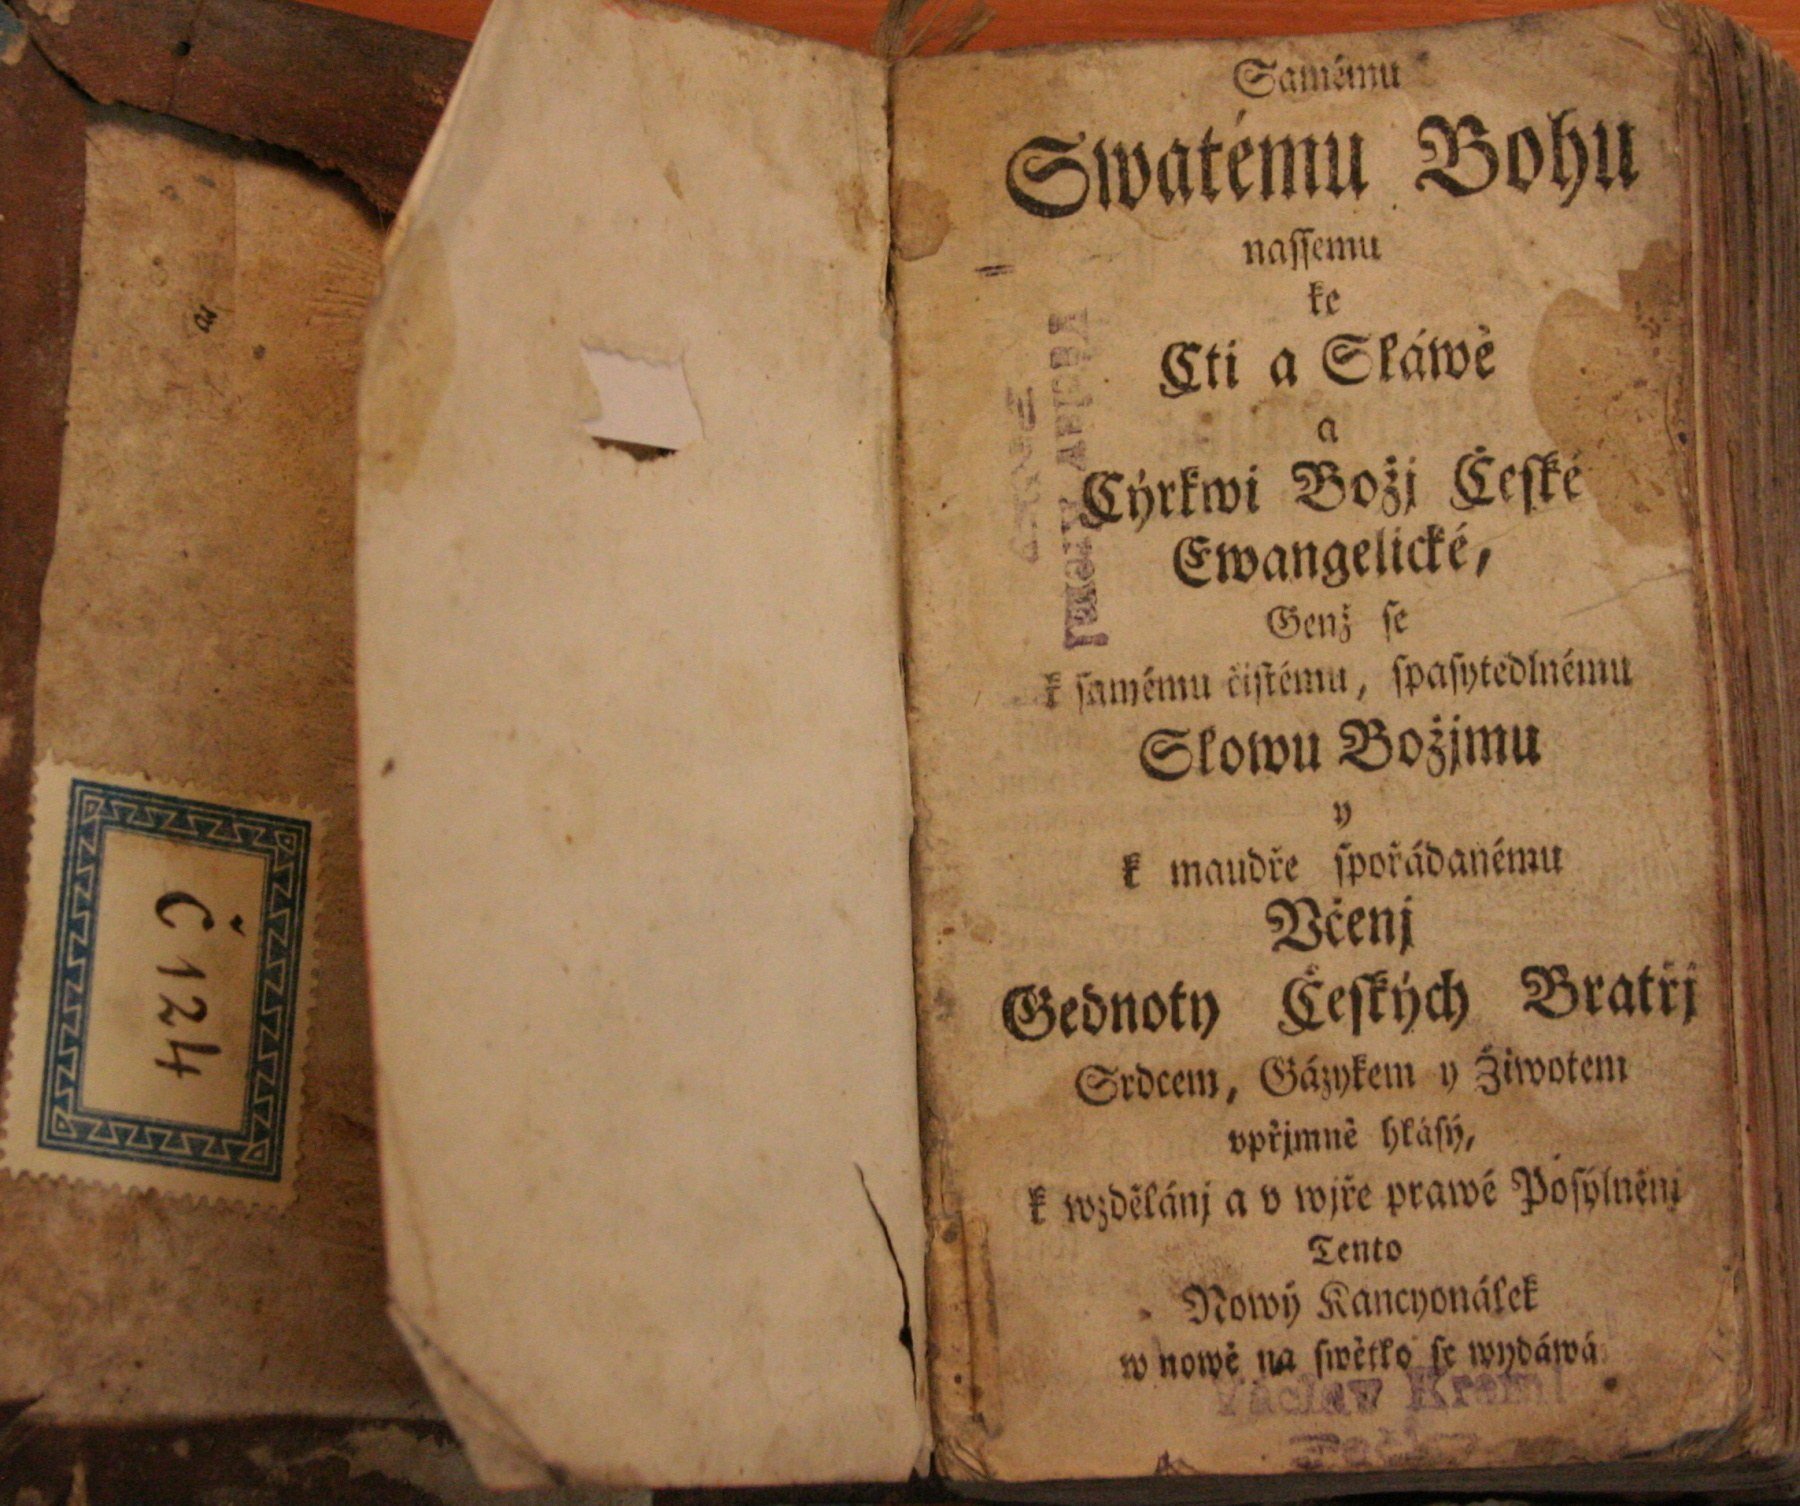 Č 124
Samému
Swatému Bohu
naſſemu
ke
Cti a Sláwě
a
Cýrkwi Božj Čeſké
Ewangelické,
Genž ſe
k ſamému čiſtému, ſpaſytedlnému
Slowu Božjmu
y
k maudře ſpořádanému
Včenj
Gednoty Čeſkých Bratřj
Srdcem, Gázykem y Žiwotem
vpřjmně hláſý,
k wzdělánj a v wjře prawé Poſýlněnj
Tento
Nowý Kancyonálek
w nowě na ſwětlo ſe wydáwá
Václav